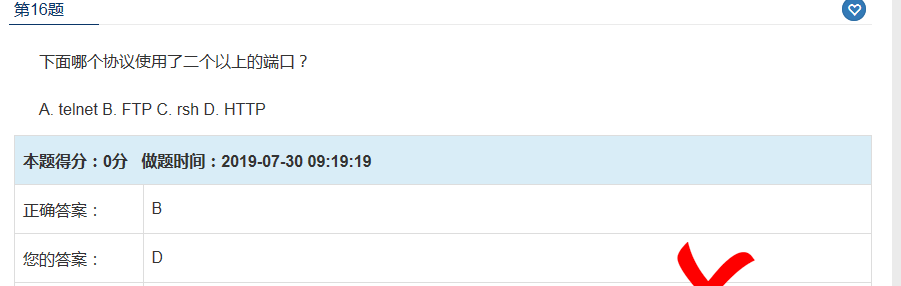 第16题
下面哪个协议使用了二个以上的端口？
A. telnet B. FTP C. rsh D. HTTP
本题得分：0分 做题时间：2019-07-30 09:19:19
正确答案： B
您的答案： D